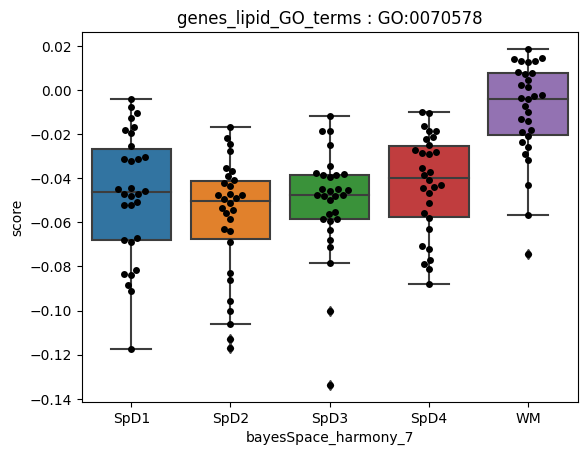 genes_lipid_GO_terms : GO:0070578
0.02
0.00
−0.02
−0.04
−0.06
−0.08
−0.10
−0.12
−0.14
score
SpD1 SpD2 SpD3 SpD4 WM
bayesSpace_harmony_7